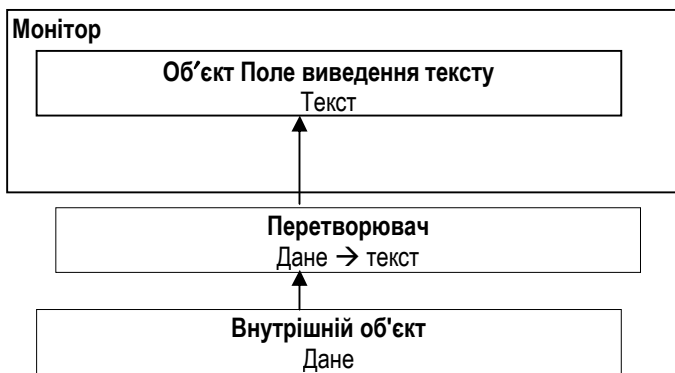 Монітор
Об′єкт Поле виведення тексту
Текст
Перетворювач
Дане → текст
Внутрішній об'єкт
Дане